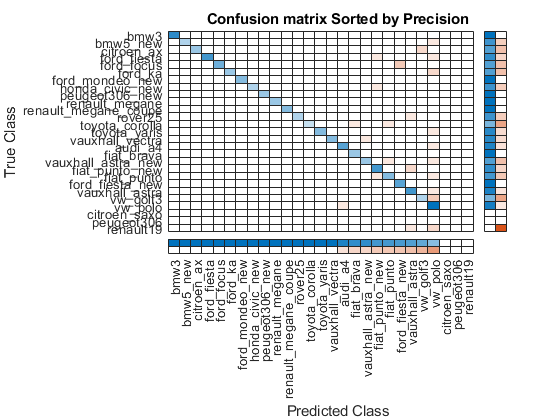 Confusion matrix Sorted by Precision
True Class
bmw3
bmw5_new
citroen_ax
ford_fiesta
ford_focus
ford_ka
ford_mondeo_new
honda_civic_new
peugeot306_new
renault_megane
renault_megane_coupe
rover25
toyota_corolla
toyota_yaris
vauxhall_vectra
audi_a4
fiat_brava
vauxhall_astra_new
fiat_punto_new
fiat_punto
ford_fiesta_new
vauxhall_astra
vw_golf3
vw_polo
citroen_saxo
peugeot306
renault19
bmw3
bmw5_new
citroen_ax
ford_fiesta
ford_focus
ford_ka
ford_mondeo_new
honda_civic_new
peugeot306_new
renault_megane
renault_megane_coupe
rover25
toyota_corolla
toyota_yaris
vauxhall_vectra
audi_a4
fiat_brava
vauxhall_astra_new
fiat_punto_new
fiat_punto
ford_fiesta_new
vauxhall_astra
vw_golf3
vw_polo
citroen_saxo
peugeot306
renault19
Predicted Class